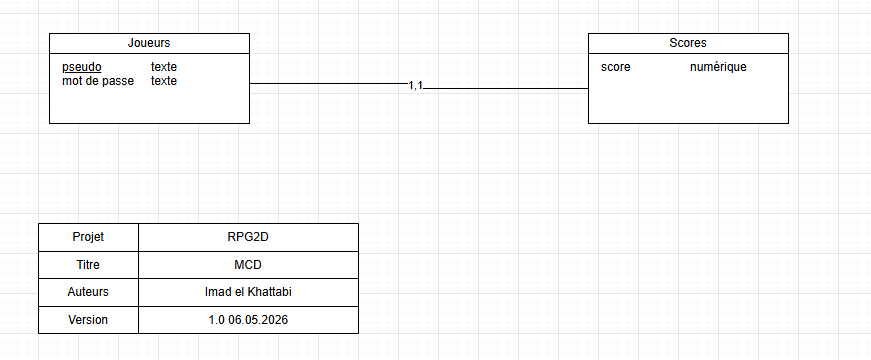 Joueurs
pseudo texte
mot de passe texte
1,1
Scores
score numérique
Projet RPG2D
Titre MCD
Auteurs Imad el Khattabi
Version 1.0 06.05.2026